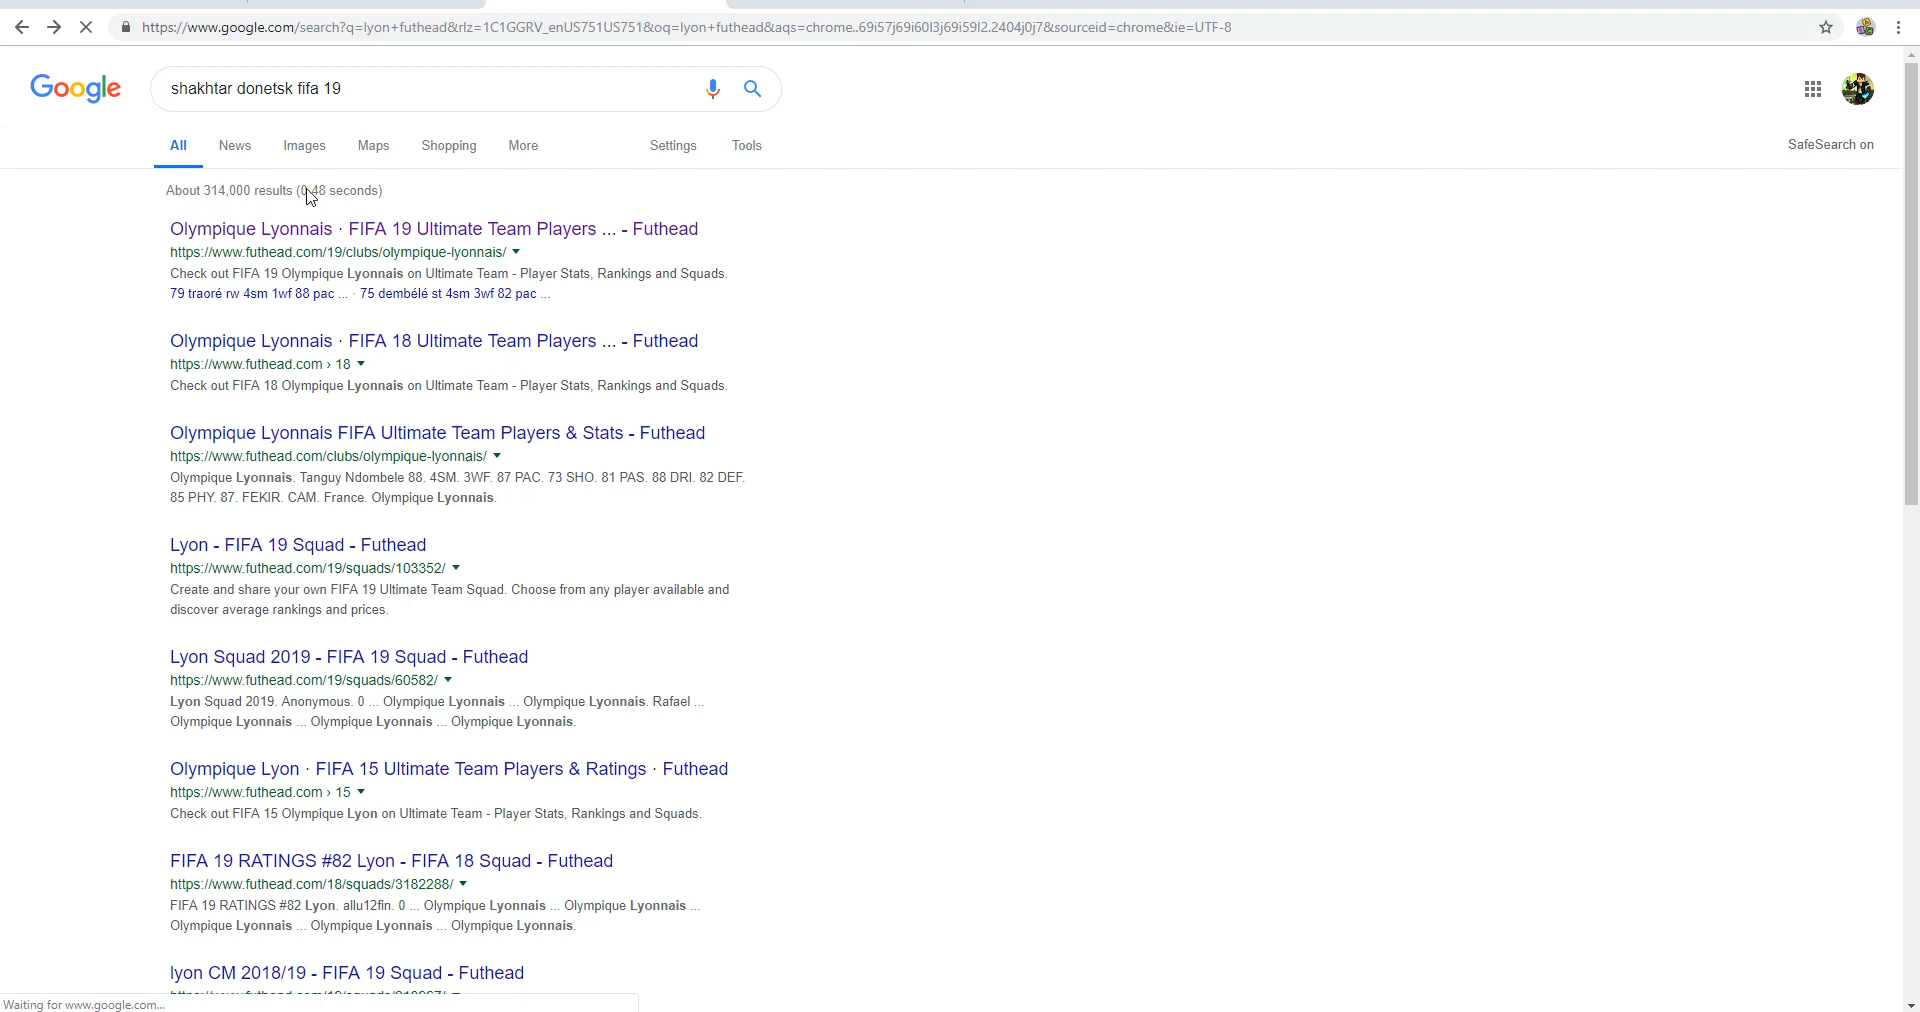 https://www.google.com/search?q=lyon+futhead&rlz=1C1GGRV_enUS751US751&oq=lyon+futhead&aqs=chrome..69i57j69i60l3j69i59l2.2404j0j7&sourceid=chrome&ie=UTF-8
Google
shakhtar donetsk fifa 19
All News Images Maps Shopping More Settings Tools
SafeSearch on
About 314,000 results (0.48 seconds)
Olympique Lyonnais · FIFA 19 Ultimate Team Players ... - Futhead
https://www.futhead.com/19/clubs/olympique-lyonnais/
Check out FIFA 19 Olympique Lyonnais on Ultimate Team - Player Stats, Rankings and Squads.
79 traoré rw 4sm 1wf 88 pac ... · 75 dembélé st 4sm 3wf 82 pac ...
Olympique Lyonnais · FIFA 18 Ultimate Team Players ... - Futhead
https://www.futhead.com › 18
Check out FIFA 18 Olympique Lyonnais on Ultimate Team - Player Stats, Rankings and Squads.
Olympique Lyonnais FIFA Ultimate Team Players & Stats - Futhead
https://www.futhead.com/clubs/olympique-lyonnais/
Olympique Lyonnais. Tanguy Ndombele 88. 4SM. 3WF. 87 PAC. 73 SHO. 81 PAS. 88 DRI. 82 DEF.
85 PHY. 87. FEKIR. CAM. France. Olympique Lyonnais.
Lyon - FIFA 19 Squad - Futhead
https://www.futhead.com/19/squads/103352/
Create and share your own FIFA 19 Ultimate Team Squad. Choose from any player available and
discover average rankings and prices.
Lyon Squad 2019 - FIFA 19 Squad - Futhead
https://www.futhead.com/19/squads/60582/
Lyon Squad 2019. Anonymous. 0 ... Olympique Lyonnais ... Olympique Lyonnais. Rafael ...
Olympique Lyonnais ... Olympique Lyonnais ... Olympique Lyonnais.
Olympique Lyon · FIFA 15 Ultimate Team Players & Ratings · Futhead
https://www.futhead.com › 15
Check out FIFA 15 Olympique Lyon on Ultimate Team - Player Stats, Rankings and Squads.
FIFA 19 RATINGS #82 Lyon - FIFA 18 Squad - Futhead
https://www.futhead.com/18/squads/3182288/
FIFA 19 RATINGS #82 Lyon. allu12fin. 0 ... Olympique Lyonnais ... Olympique Lyonnais ...
Olympique Lyonnais ... Olympique Lyonnais ... Olympique Lyonnais.
lyon CM 2018/19 - FIFA 19 Squad - Futhead
Waiting for www.google.com...